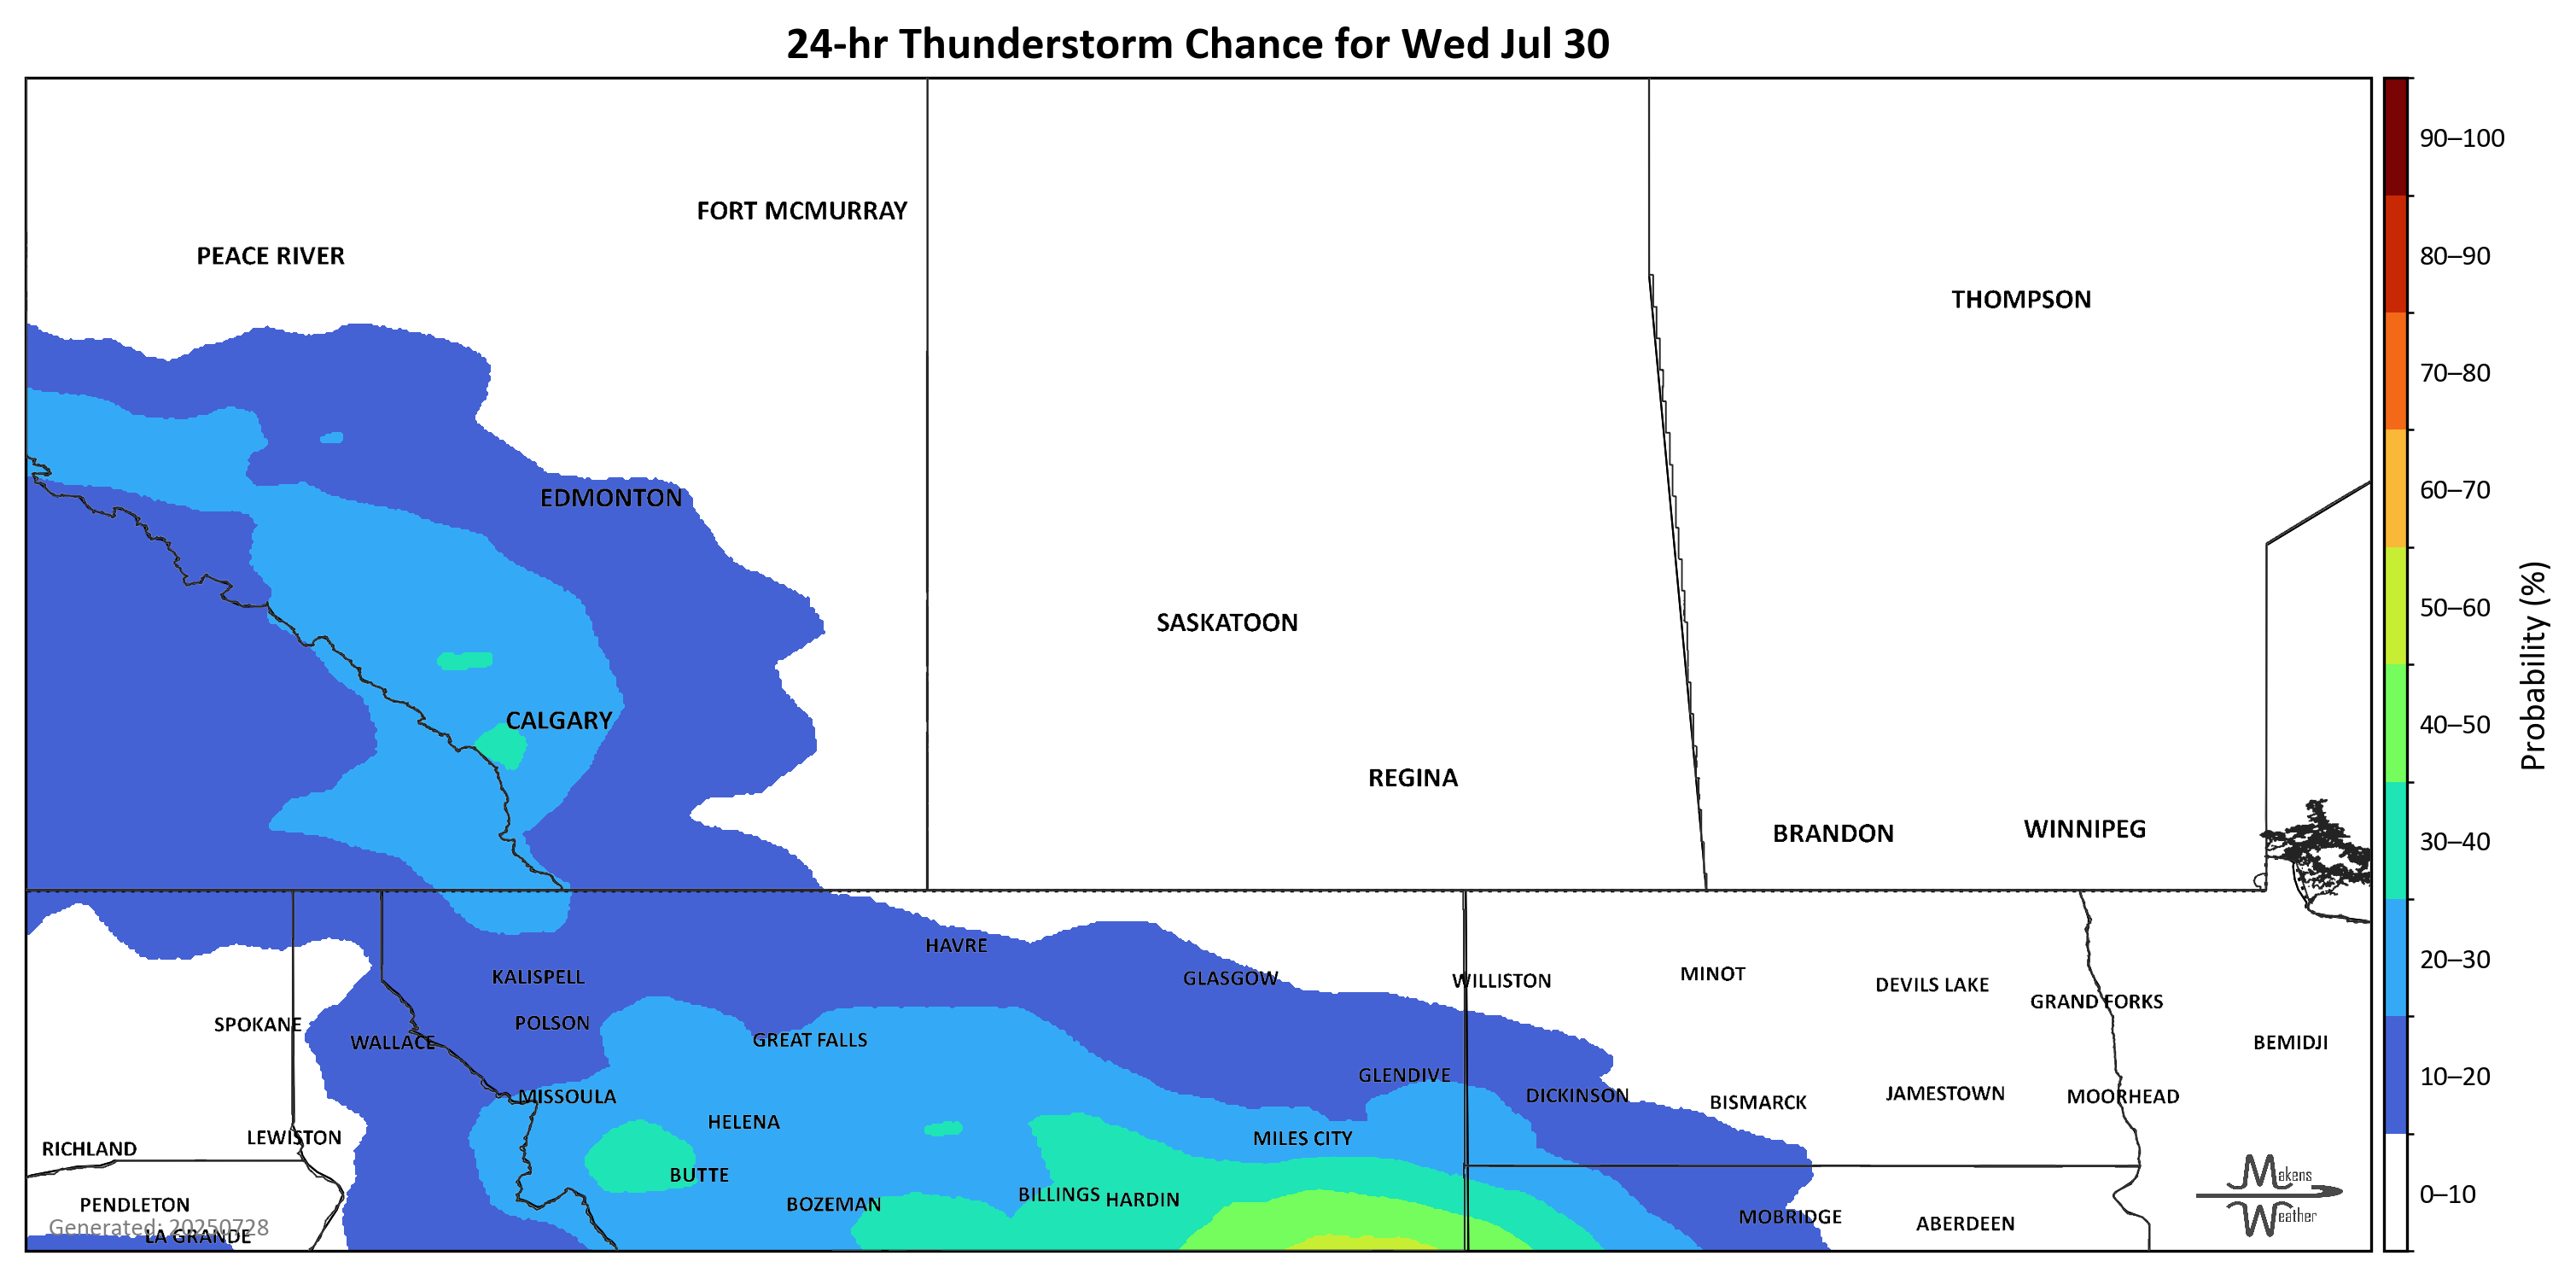 24-hr Thunderstorm Chance for Wed Jul 30
FORT MCMURRAY
PEACE RIVER
THOMPSON
EDMONTON
SASKATOON
CALGARY
REGINA
BRANDON
WINNIPEG
HAVRE
KALISPELL
GLASGOW
WILLISTON
MINOT
DEVILS LAKE
GRAND FORKS
SPOKANE
POLSON
WALLACE
GREAT FALLS
BEMIDJI
GLENDIVE
MISSOULA
DICKINSON
BISMARCK
JAMESTOWN
MOORHEAD
HELENA
LEWISTON
MILES CITY
RICHLAND
BUTTE
BILLINGS
HARDIN
PENDLETON
BOZEMAN
MOBRIDGE
ABERDEEN
Generated: 20250728
LA GRANDE
Makens
Weather
90–100
80–90
70–80
60–70
50–60
40–50
30–40
20–30
10–20
0–10
Probability (%)